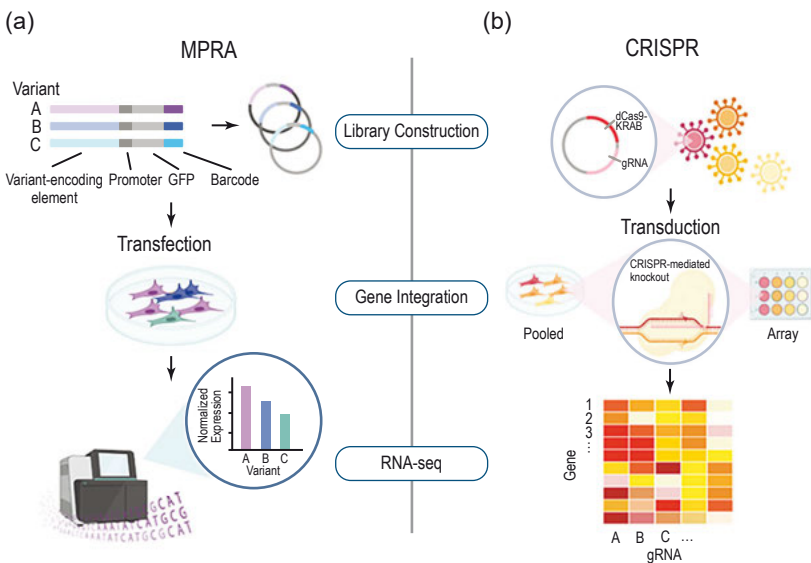 (a)
MPRA
Variant
A
B
C
Variant-encoding
element
Promoter
GFP
Barcode
Transfection
Normalized
Expression
A B C
Variant
GCAT
AAATATCATGCG
ATCATGCGCAT
Library Construction
Gene Integration
RNA-seq
(b)
CRISPR
dCas9-
KRAB
gRNA
Transduction
CRISPR-mediated
knockout
Pooled
Array
1
2
3
Gene
A B C ...
gRNA